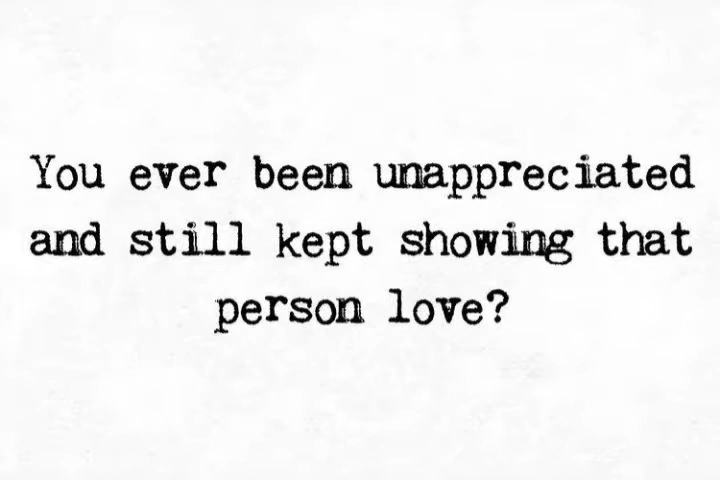 You ever been unappreciated
and still kept showing that
person love?